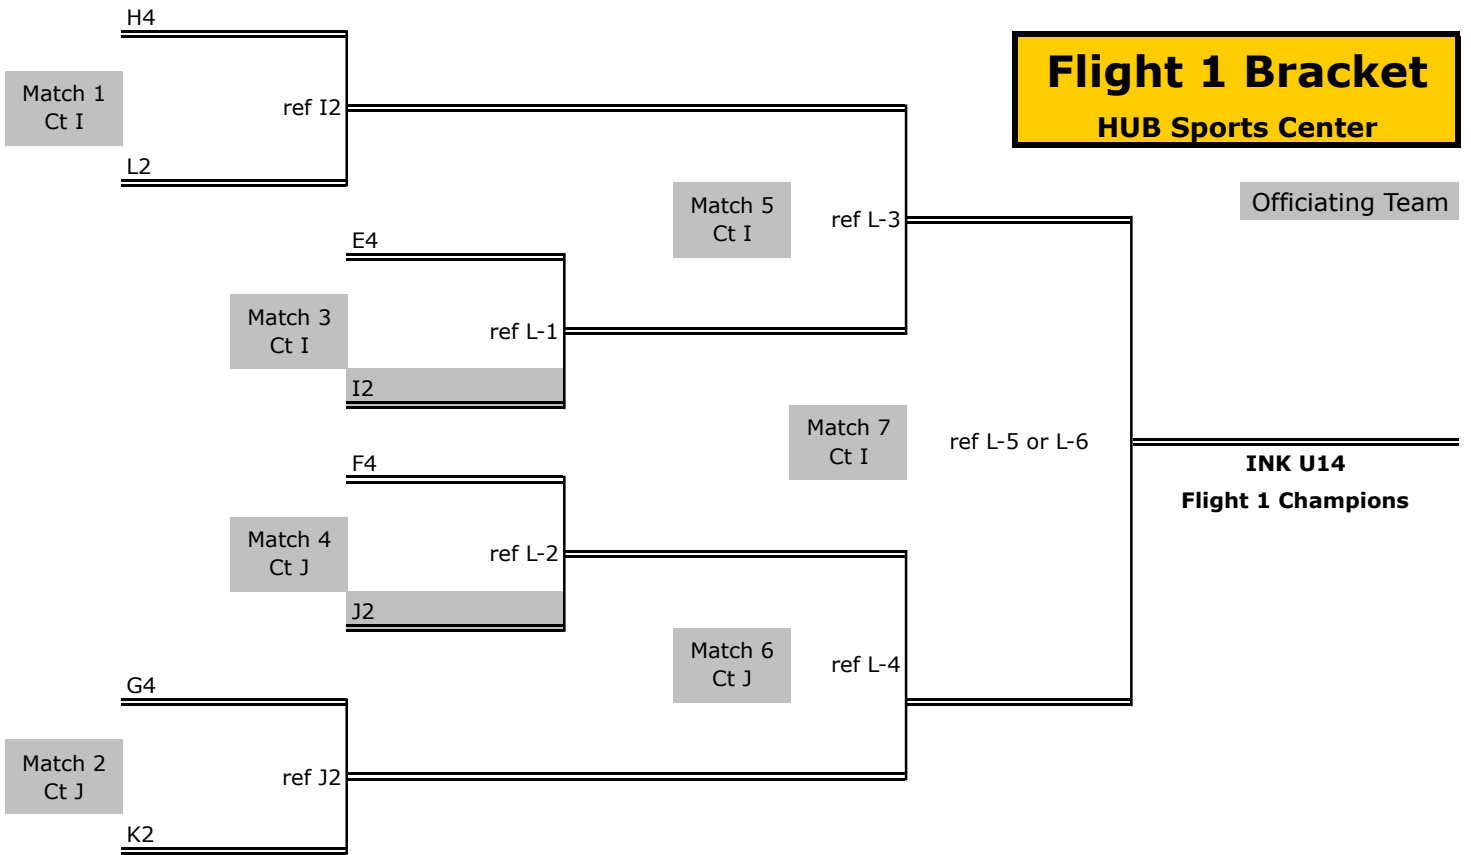 H4
Flight 1 Bracket
HUB Sports Center
Match 1
Ct I
ref I2
L2
Officiating Team
Match 5
Ct I
ref L-3
E4
Match 3
Ct I
ref L-1
I2
Match 7
Ct I
ref L-5 or L-6
INK U14
Flight 1 Champions
F4
Match 4
Ct J
ref L-2
J2
Match 6
Ct J
ref L-4
G4
Match 2
Ct J
ref J2
K2